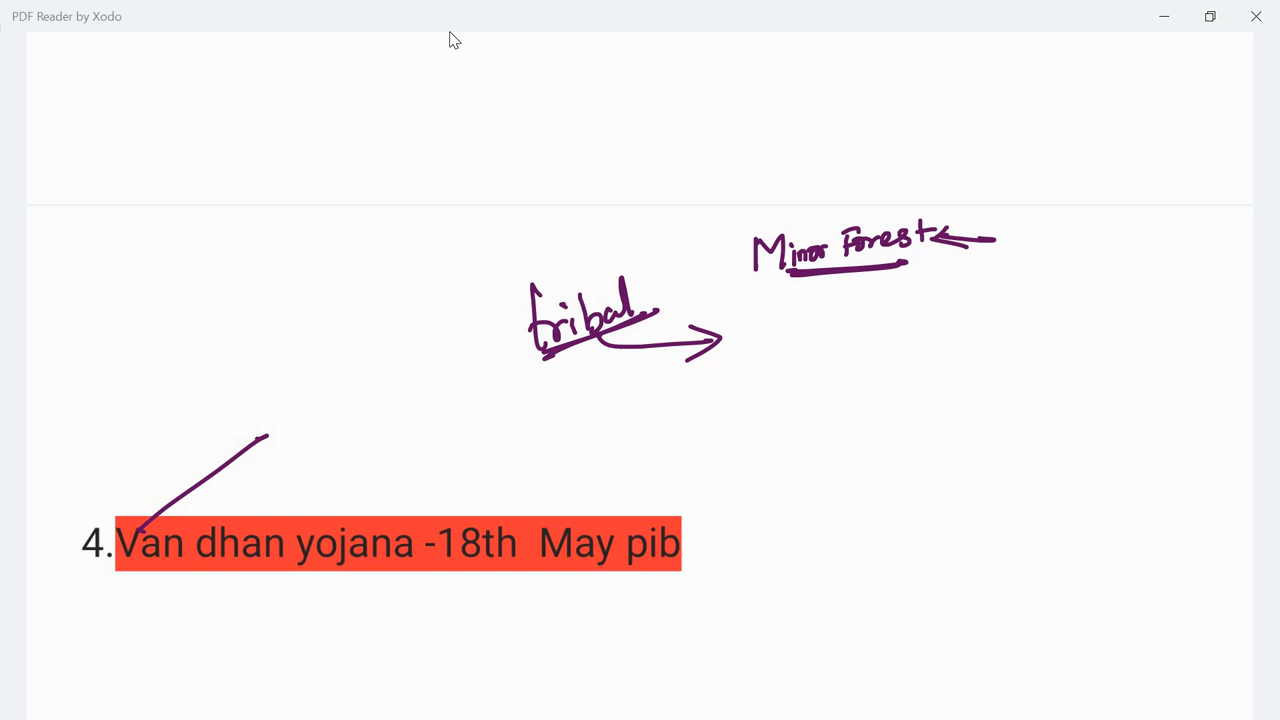 PDF Reader by Xodo
Minor Forest
tribal
4.Van dhan yojana -18th May pib